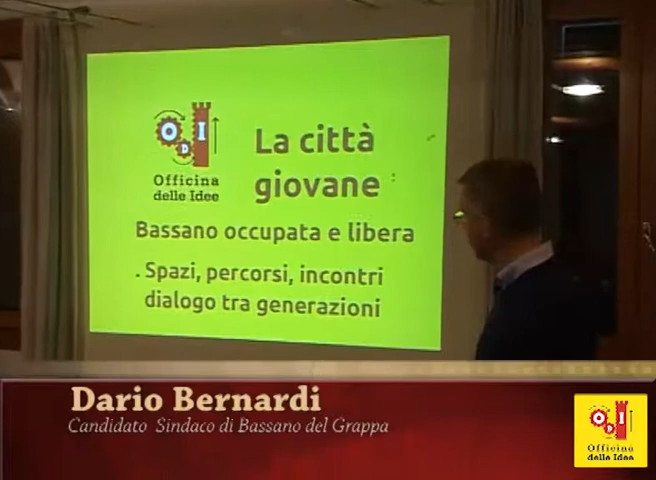 O D I
Officina
delle Idee
La città
giovane :
Bassano occupata e libera
. Spazi, percorsi, incontri
dialogo tra generazioni
Dario Bernardi
Candidato Sindaco di Bassano del Grappa
O D I
Officina
delle Idee